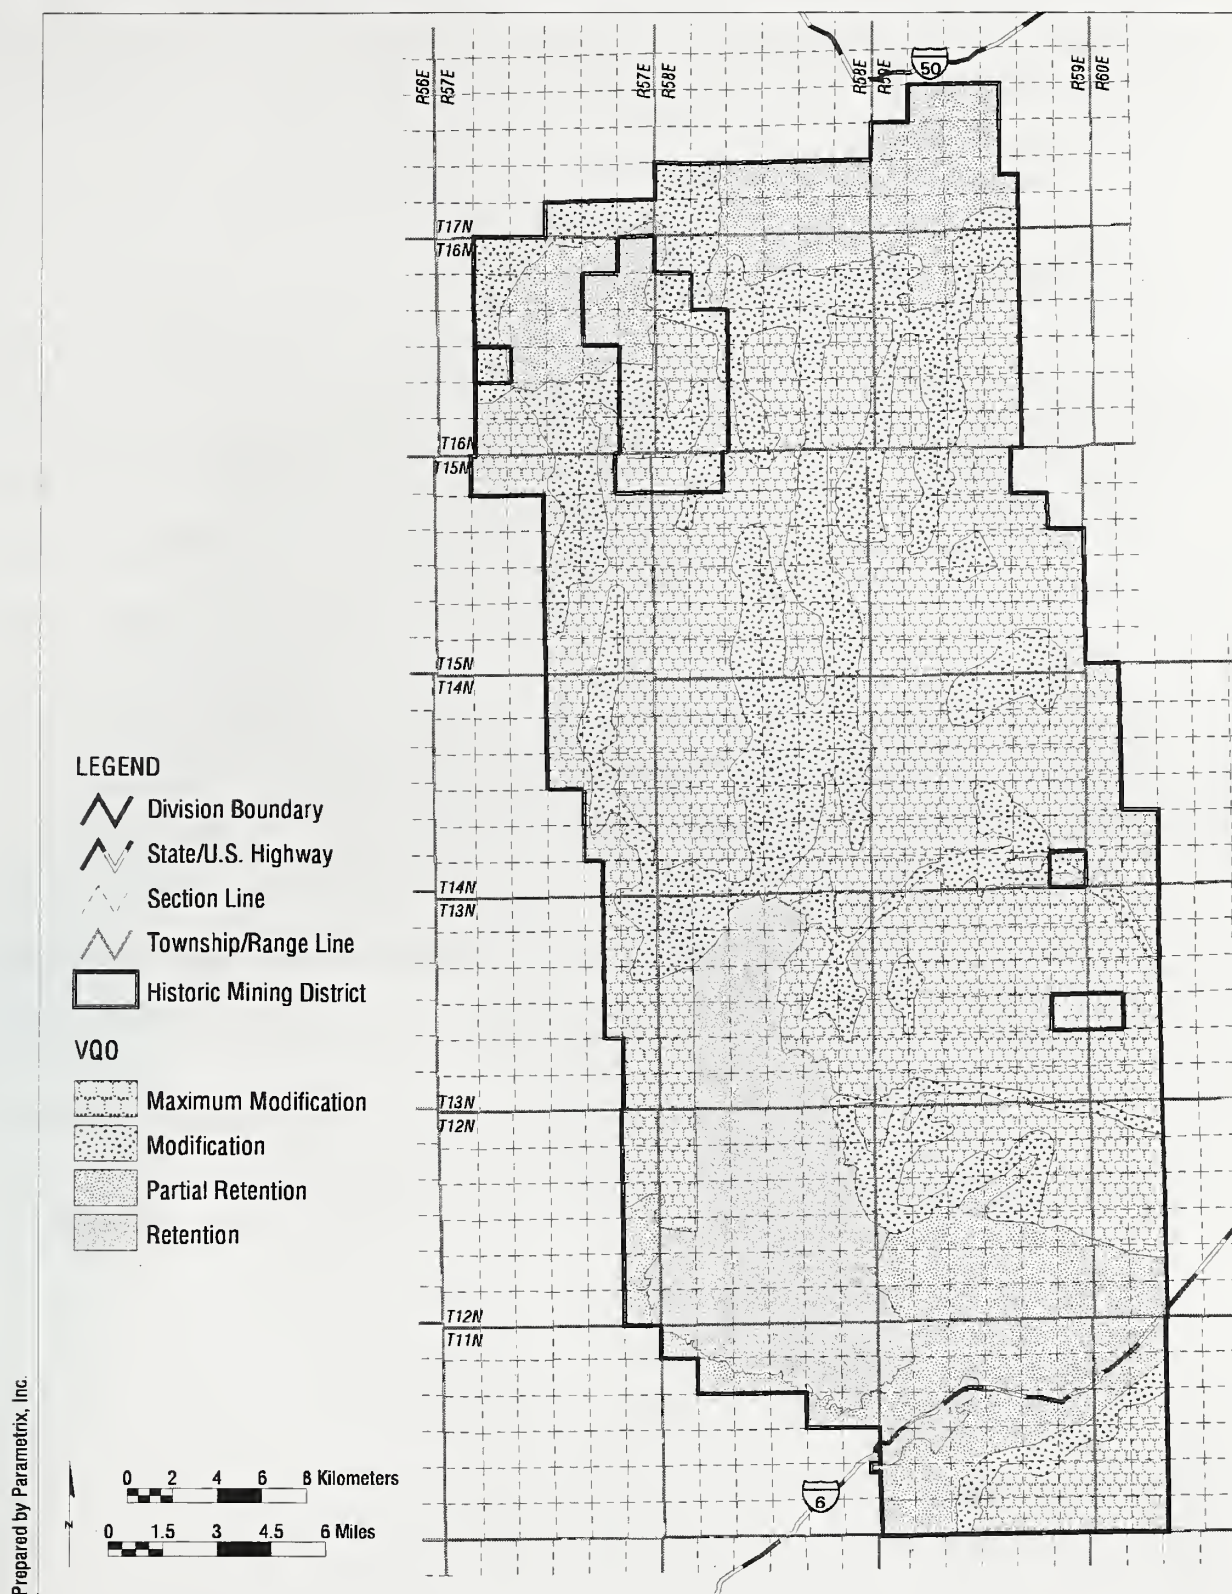 50
R56E
R57E
R57E
R58E
R58E
R59E
R59E
R60E
T17N
T16N
T16N
T15N
T15N
T14N
T14N
T13N
T13N
T12N
T12N
T11N
LEGEND
Division Boundary
State/U.S. Highway
Section Line
Township/Range Line
Historic Mining District
VQO
Maximum Modification
Modification
Partial Retention
Retention
N
0 2 4 6 8 Kilometers
0 1.5 3 4.5 6 Miles
6
Prepared by Parametrix, Inc.